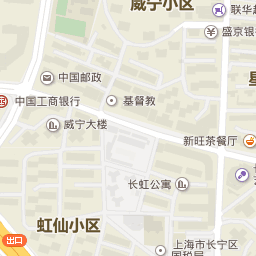 威宁小区
联华超
盛京银
星
中国邮政
中国工商银行
基督教
威宁大楼
新旺茶餐厅
长虹公寓
虹仙小区
出口
上海市长宁区
国税局